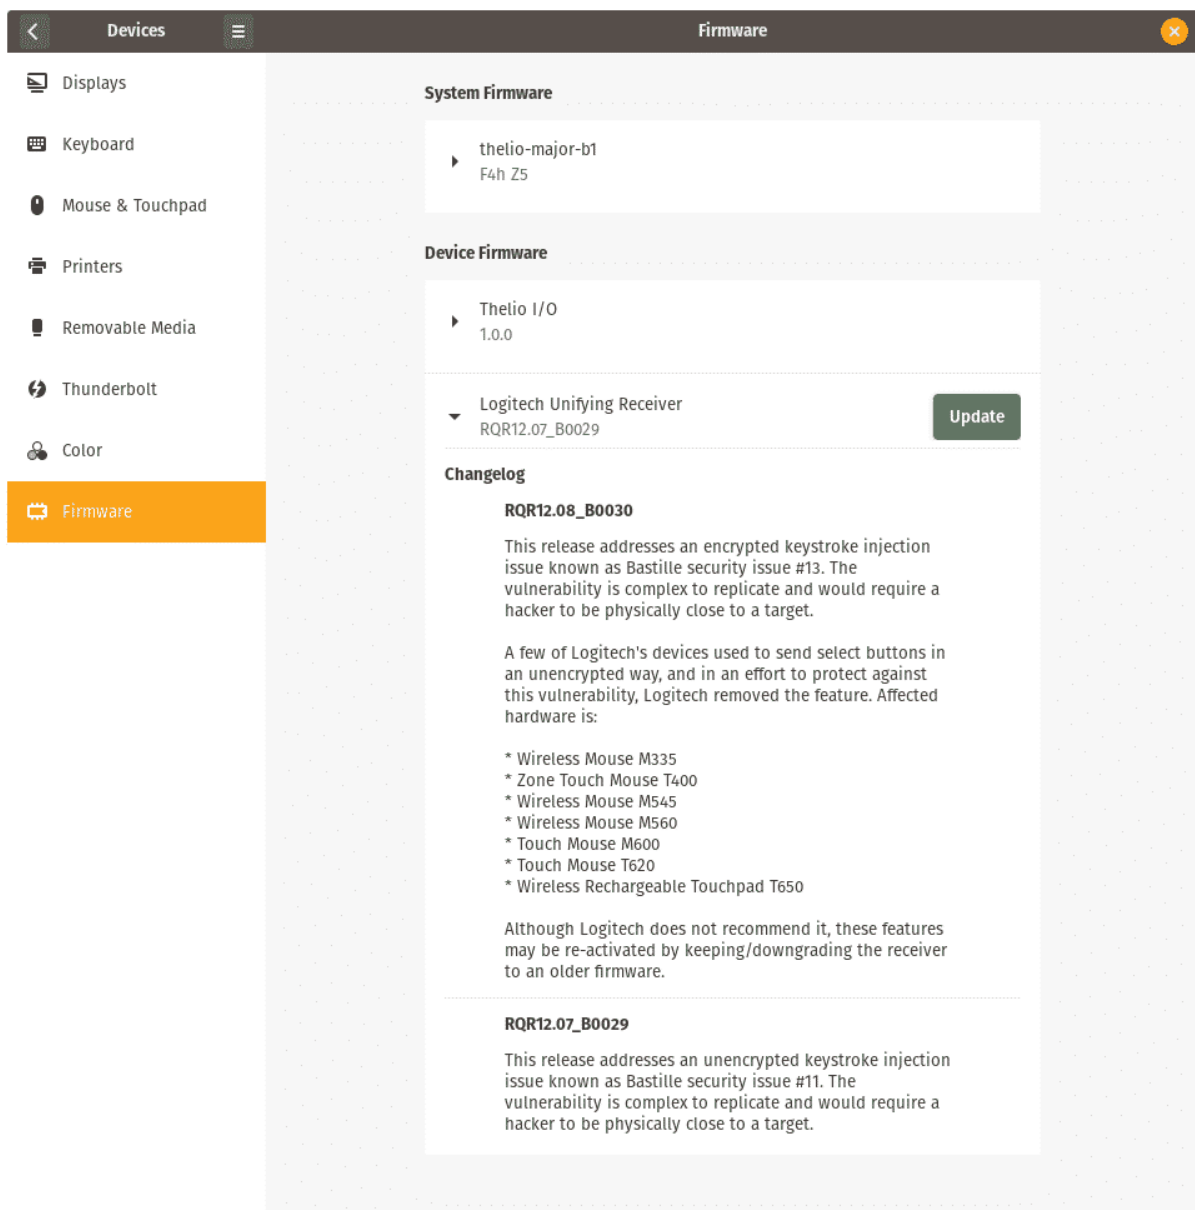 Devices
Firmware
Displays
Keyboard
Mouse & Touchpad
Printers
Removable Media
Thunderbolt
Color
Firmware
System Firmware
thelio-major-b1
F4h Z5
Device Firmware
Thelio I/O
1.0.0
Logitech Unifying Receiver
RQR12.07_B0029
Update
Changelog
RQR12.08_B0030
This release addresses an encrypted keystroke injection
issue known as Bastille security issue #13. The
vulnerability is complex to replicate and would require a
hacker to be physically close to a target.
A few of Logitech's devices used to send select buttons in
an unencrypted way, and in an effort to protect against
this vulnerability, Logitech removed the feature. Affected
hardware is:
* Wireless Mouse M335
* Zone Touch Mouse T400
* Wireless Mouse M545
* Wireless Mouse M560
* Touch Mouse M600
* Touch Mouse T620
* Wireless Rechargeable Touchpad T650
Although Logitech does not recommend it, these features
may be re-activated by keeping/downgrading the receiver
to an older firmware.
RQR12.07_B0029
This release addresses an unencrypted keystroke injection
issue known as Bastille security issue #11. The
vulnerability is complex to replicate and would require a
hacker to be physically close to a target.